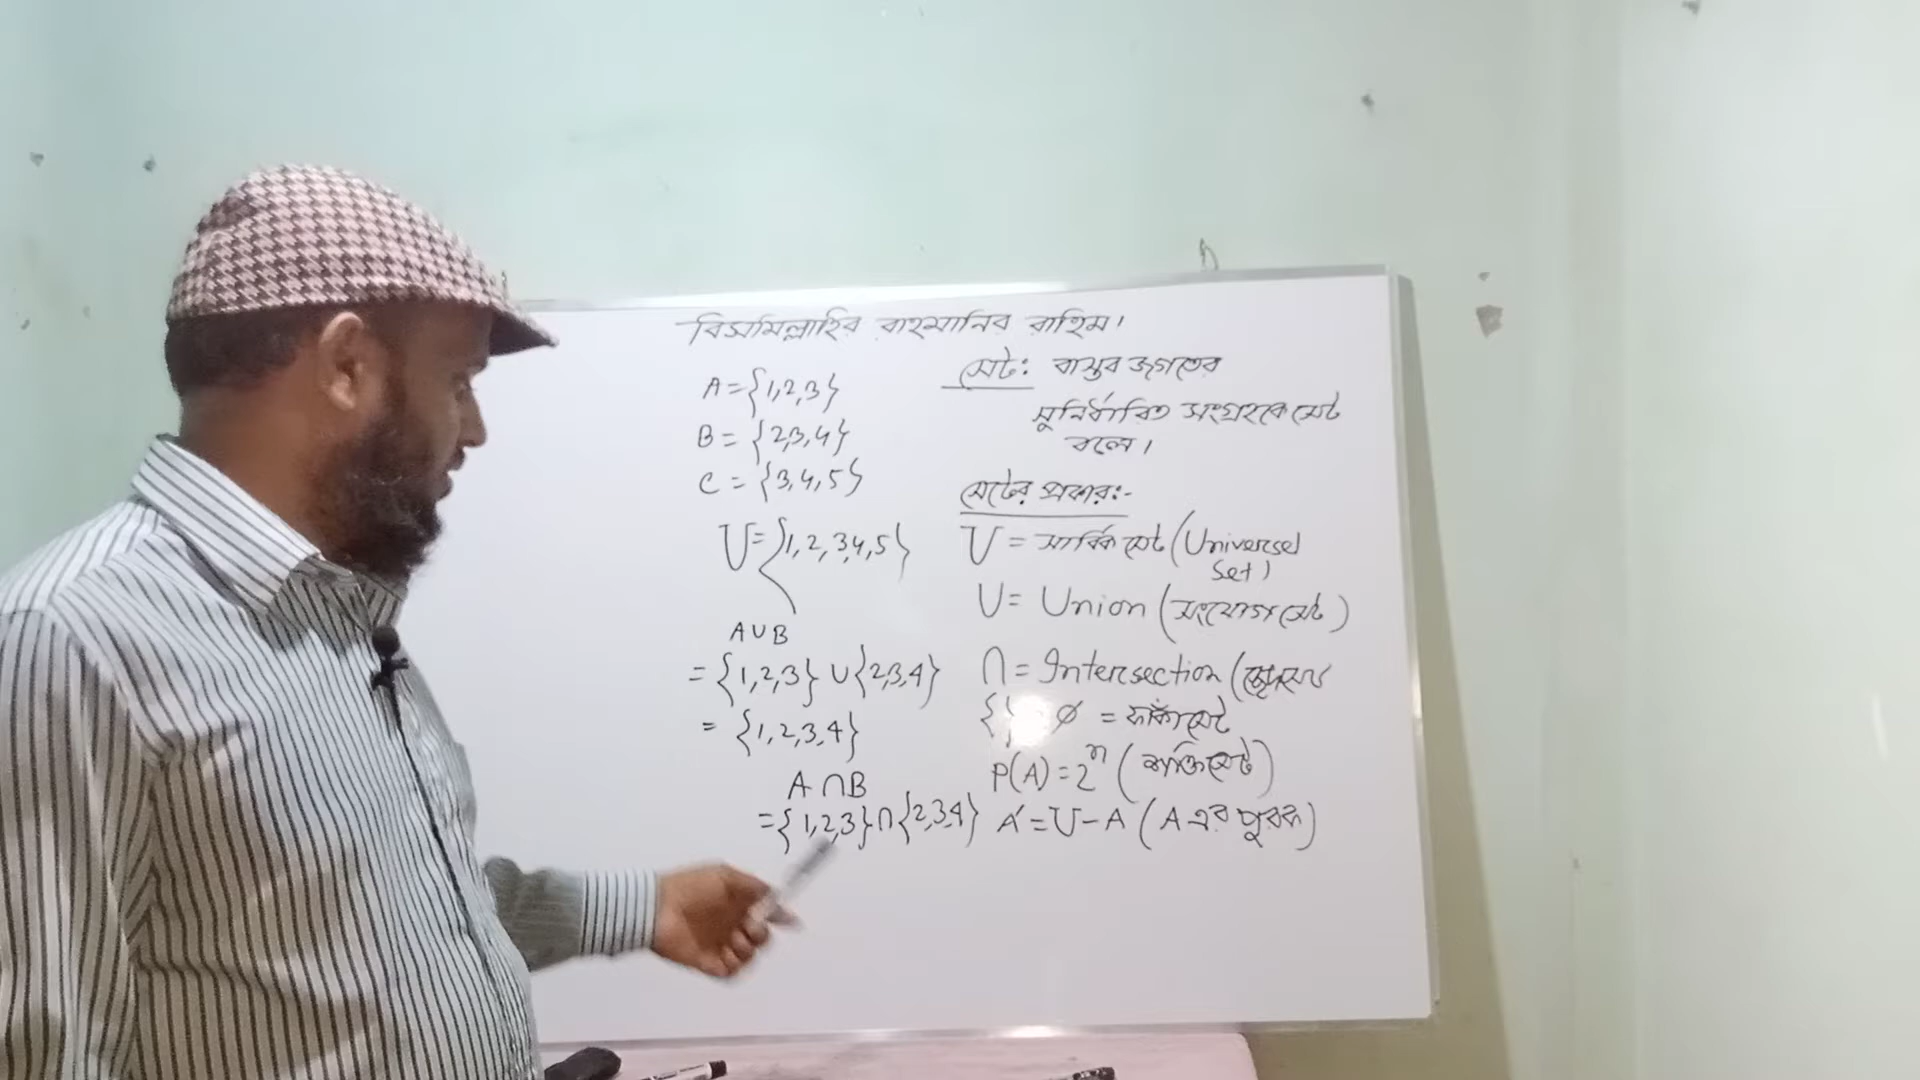 বিসমিল্লাহির রাহমানির রাহিম।
A = {1,2,3}
B = {2,3,4}
C = {3,4,5}
U = {1,2,3,4,5}
A∪B
= {1,2,3} ∪ {2,3,4}
= {1,2,3,4}
A∩B
= {1,2,3} ∩ {2,3,4}
সেট: বাস্তব জগতের
সুনির্ধারিত সংগ্রহকে সেট
বলে।
সেটের প্রকার:-
U = সার্বিক সেট (Universel
Set)
∪ = Union (সংযোগ সেট)
∩ = Intersection (
{} ∅ = ফাঁকা সেট
P(A) = 2ⁿ (শক্তি সেট)
A′ = U – A (A এর পুরক)